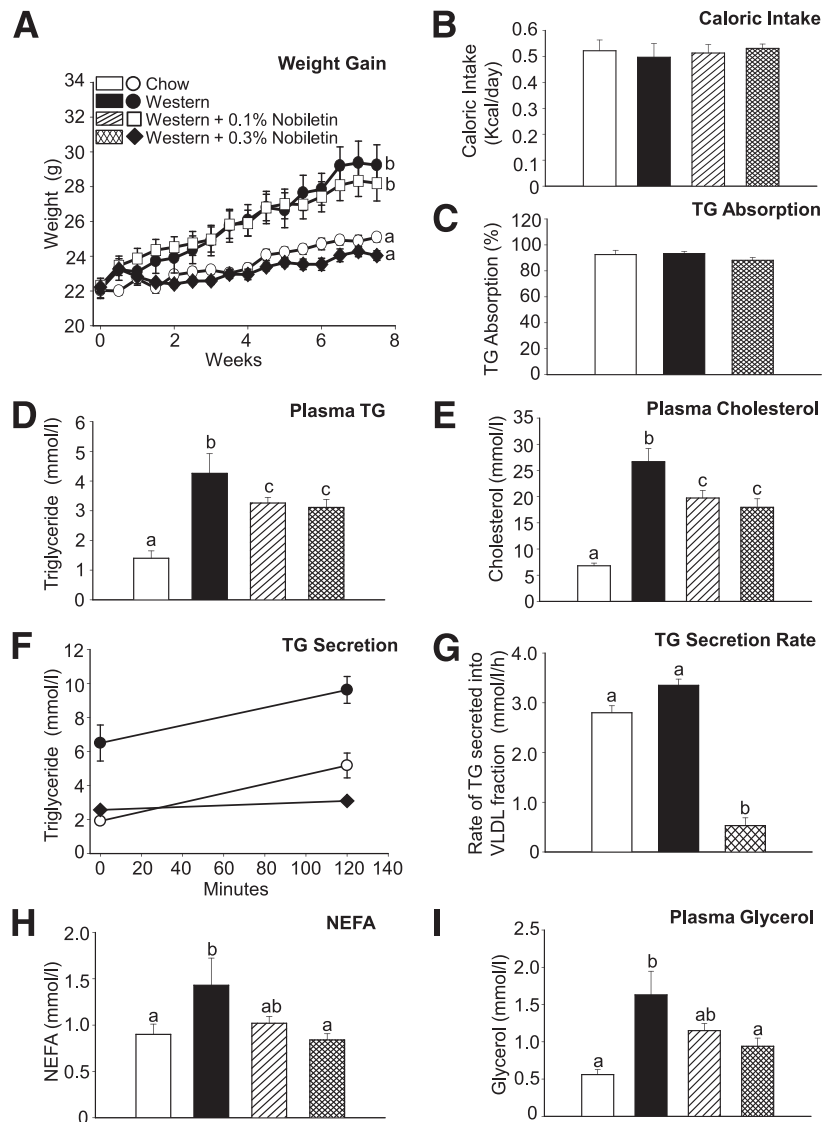 A
Weight Gain
Chow
Western
Western + 0.1% Nobiletin
Western + 0.3% Nobiletin
Weight (g)
34
32
30
28
26
24
22
20
b
b
a
a
0
2
4
6
8
Weeks
B
Caloric Intake
Caloric Intake
(Kcal/day)
0.6
0.5
0.4
0.3
0.2
0.1
0
C
TG Absorption
TG Absorption (%)
120
100
80
60
40
20
0
D
Plasma TG
Triglyceride (mmol/l)
6
5
4
3
2
1
0
a
b
c
c
E
Plasma Cholesterol
Cholesterol (mmol/l)
35
30
25
20
15
10
5
0
a
b
c
c
F
TG Secretion
Triglyceride (mmol/l)
12
10
8
6
4
2
0
0 20 40 60 80 100 120 140
Minutes
G
TG Secretion Rate
Rate of TG secreted into
VLDL fraction (mmol/l/h)
4.0
3.0
2.0
1.0
0
a
a
b
H
NEFA
NEFA (mmol/l)
2.0
1.5
1.0
0.5
0
a
b
ab
a
I
Plasma Glycerol
Glycerol (mmol/l)
2.5
2.0
1.5
1.0
0.5
0
a
b
ab
a